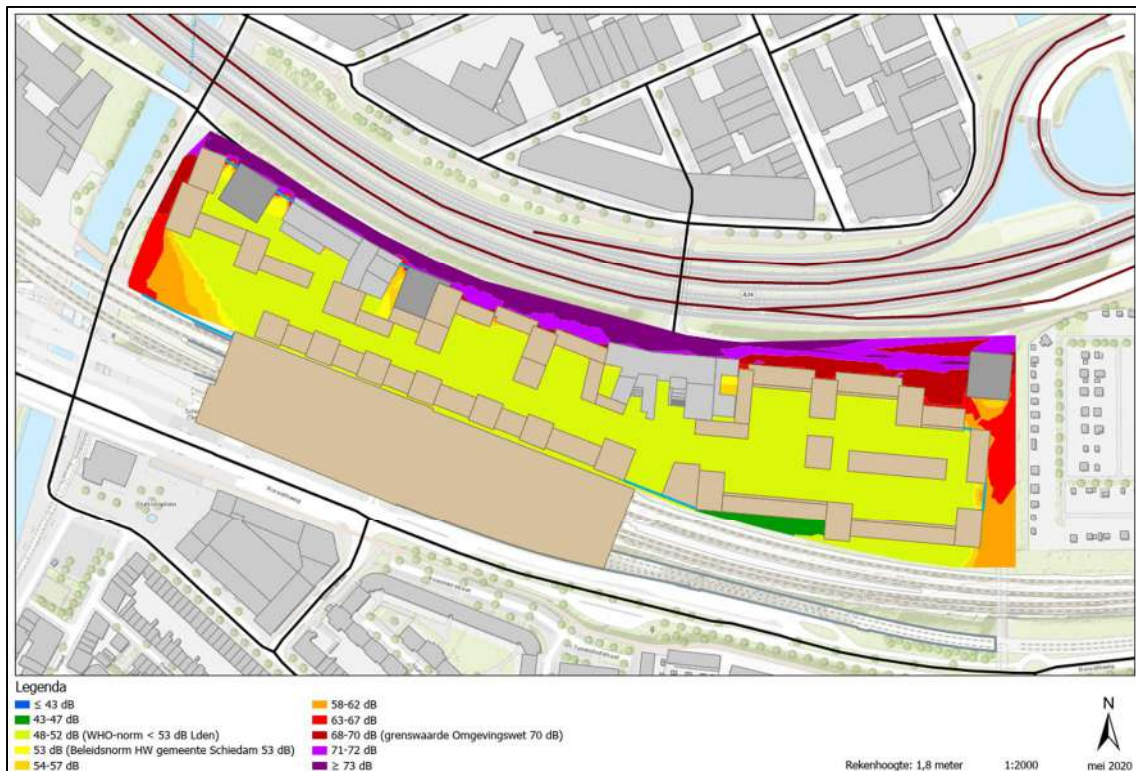 A20
Horvathweg
Horvathweg
Legenda
≤ 43 dB
43-47 dB
48-52 dB (WHO-norm < 53 dB Lden)
53 dB (Beleidsnorm HW gemeente Schiedam 53 dB)
54-57 dB
58-62 dB
63-67 dB
68-70 dB (grenswaarde Omgevingswet 70 dB)
71-72 dB
≥ 73 dB
N
Rekenhoogte: 1,8 meter
1:2000
mei 2020